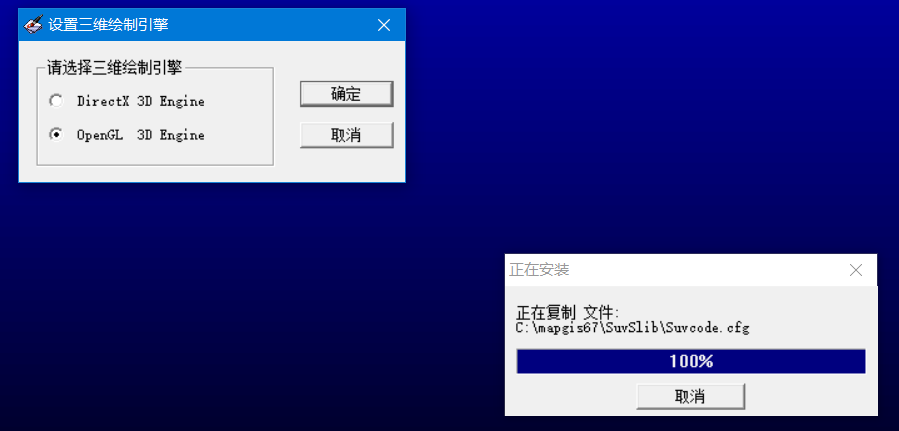 设置三维绘制引擎
请选择三维绘制引擎
DirectX 3D Engine
OpenGL 3D Engine
确定
取消
正在安装
正在复制 文件:
C:\mapgis67\SuvSlib\Suvcode.cfg
100%
取消